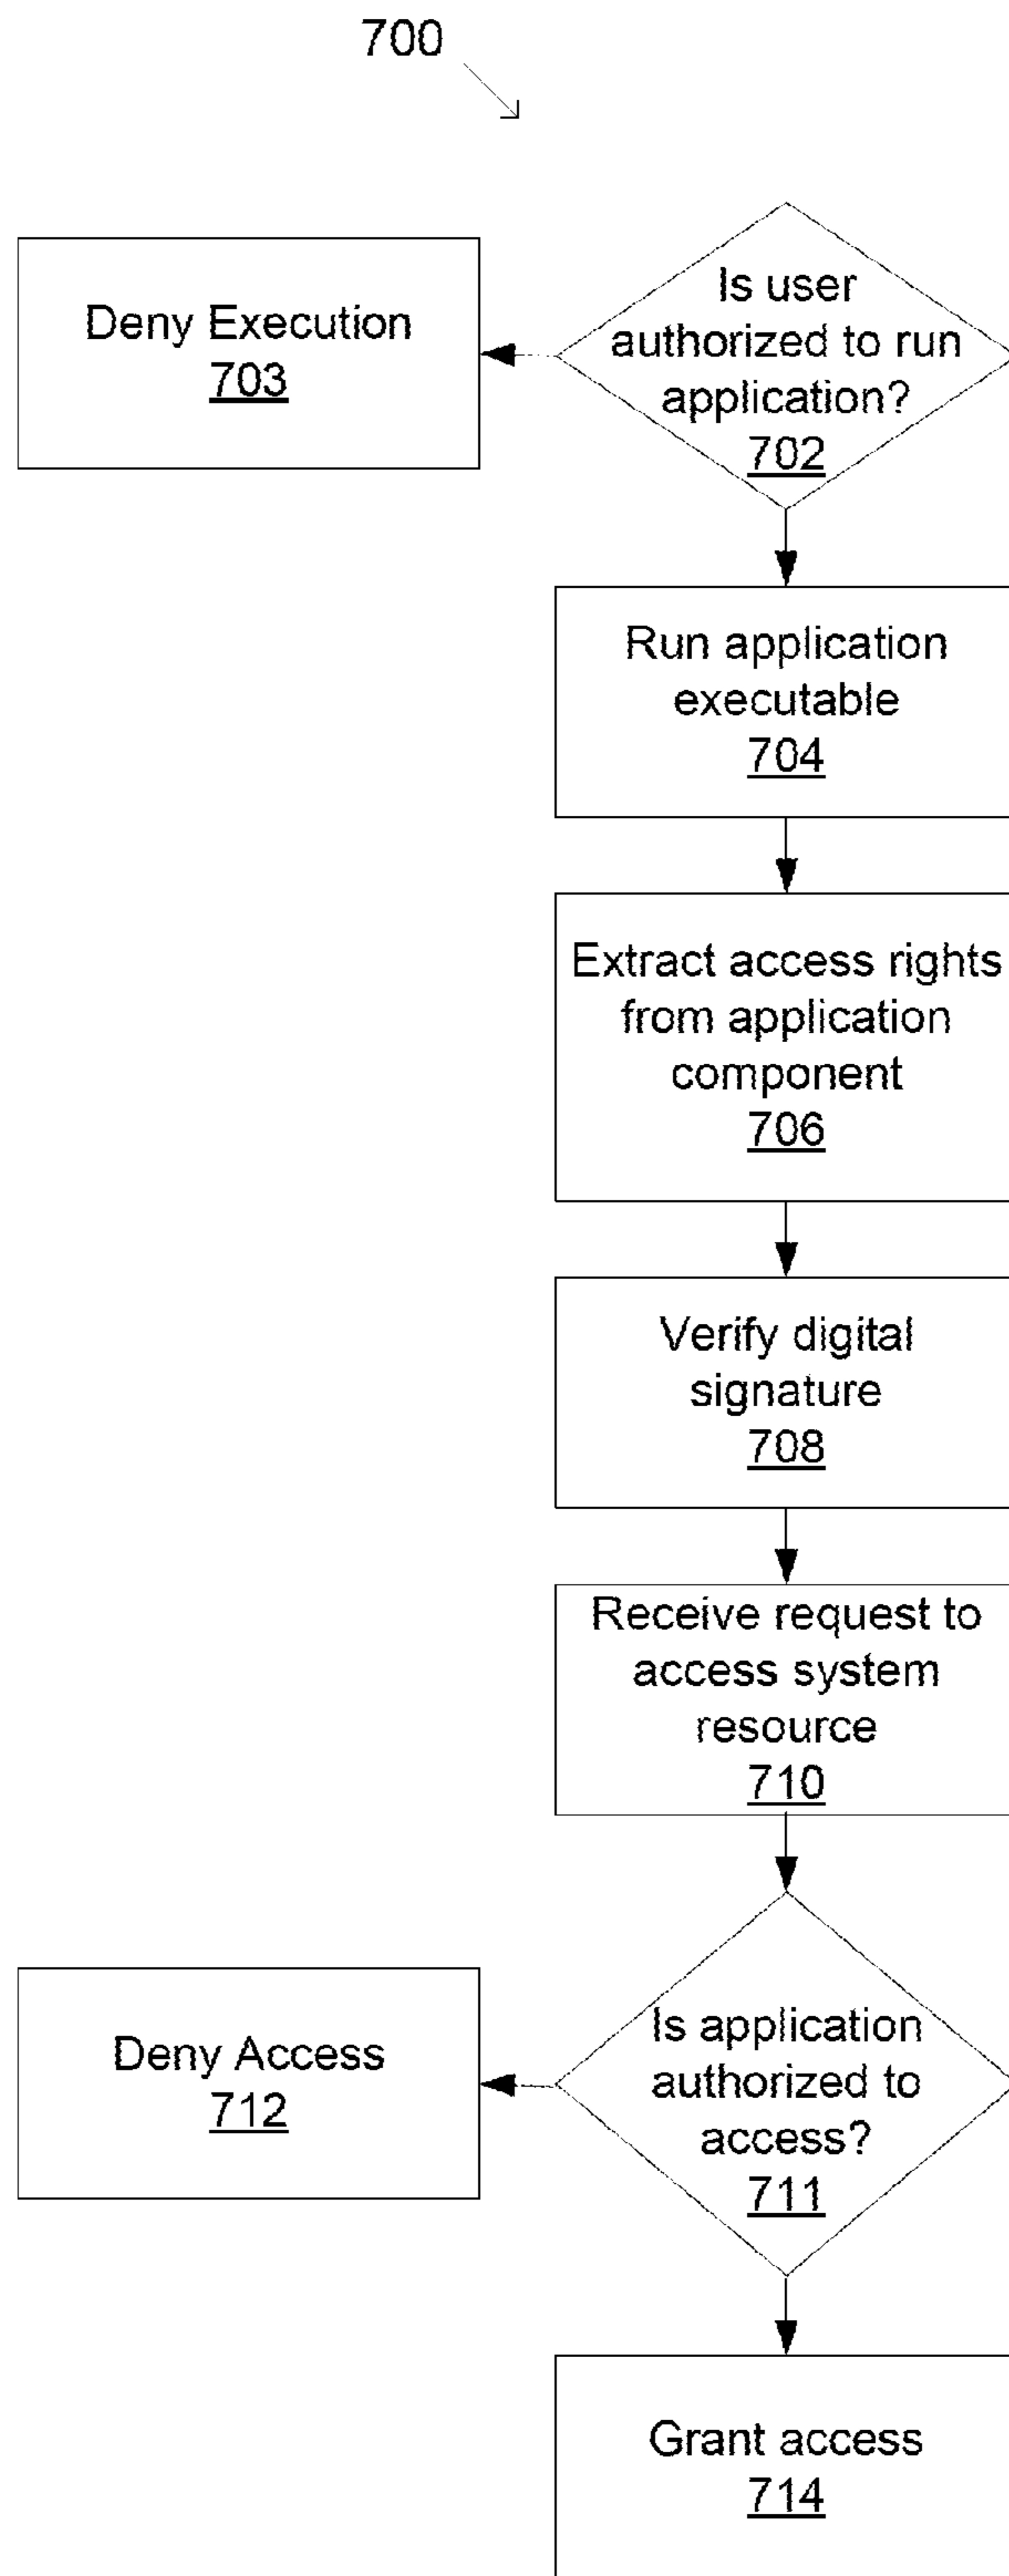 700
Is user
authorized to run
application?
702
Deny Execution
703
Run application
executable
704
Extract access rights
from application
component
706
Verify digital
signature
708
Receive request to
access system
resource
710
Is application
authorized to
access?
711
Deny Access
712
Grant access
714